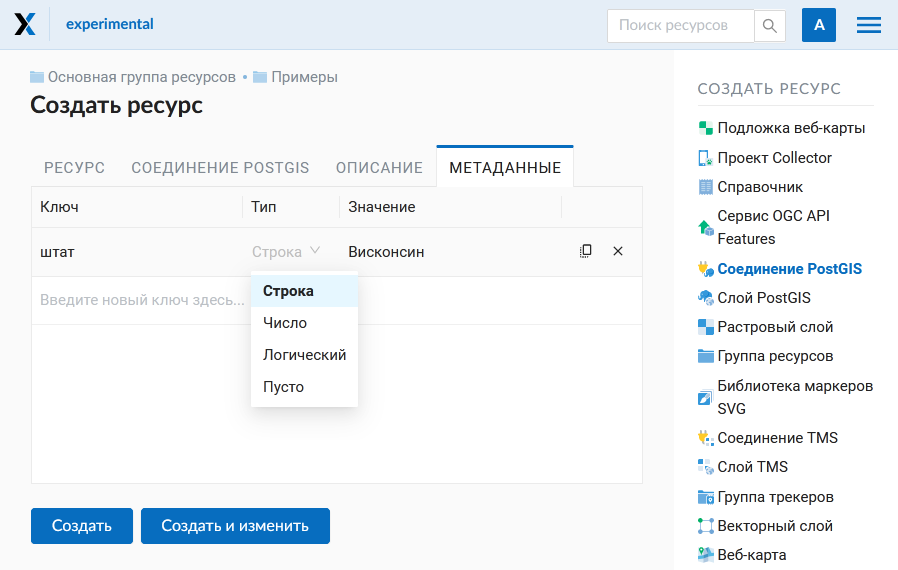 experimental
Поиск ресурсов
A
Основная группа ресурсов • Примеры
Создать ресурс
РЕСУРС СОЕДИНЕНИЕ POSTGIS ОПИСАНИЕ МЕТАДАННЫЕ
Ключ Тип Значение
штат Строка Висконсин
Введите новый ключ здесь...
Строка
Число
Логический
Пусто
Создать Создать и изменить
СОЗДАТЬ РЕСУРС
Подложка веб-карты
Проект Collector
Справочник
Сервис OGC API
Features
Соединение PostGIS
Слой PostGIS
Растровый слой
Группа ресурсов
Библиотека маркеров
SVG
Соединение TMS
Слой TMS
Группа трекеров
Векторный слой
Веб-карта